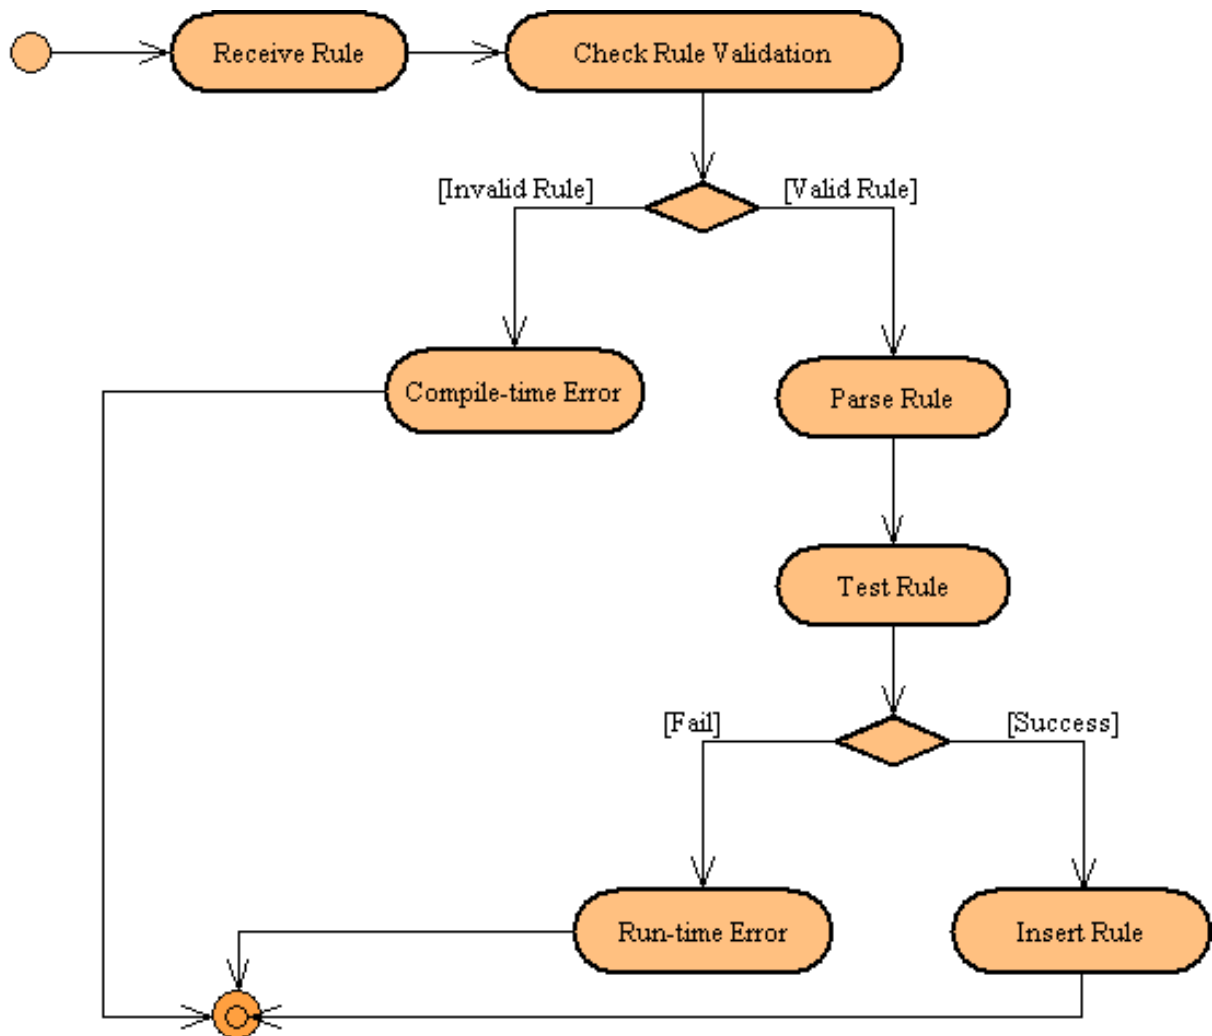 Receive Rule
Check Rule Validation
[Invalid Rule]
[Valid Rule]
Compile-time Error
Parse Rule
Test Rule
[Fail]
[Success]
Run-time Error
Insert Rule